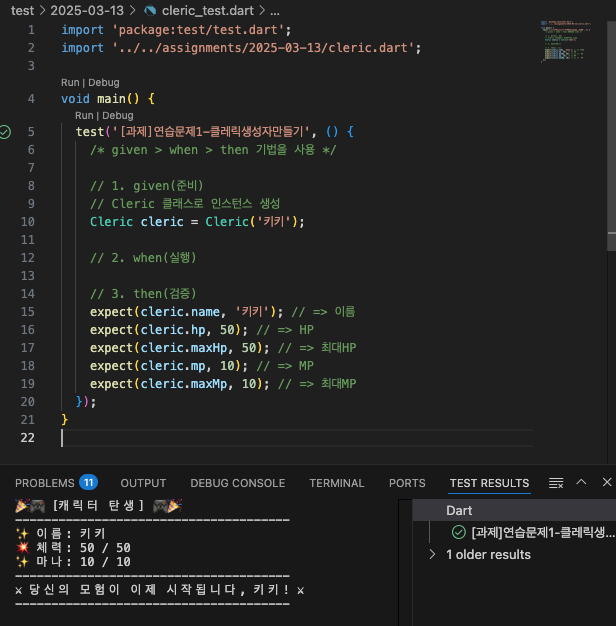 test > 2025-03-13 > cleric_test.dart > ...
1 import 'package:test/test.dart';
2 import '../../assignments/2025-03-13/cleric.dart';
3
Run | Debug
4 void main() {
Run | Debug
5 test('[과제]연습문제1-클레릭생성자만들기', () {
6 /* given > when > then 기법을 사용 */
7
8 // 1. given(준비)
9 // Cleric 클래스로 인스턴스 생성
10 Cleric cleric = Cleric('키키');
11
12 // 2. when(실행)
13
14 // 3. then(검증)
15 expect(cleric.name, '키키'); // => 이름
16 expect(cleric.hp, 50); // => HP
17 expect(cleric.maxHp, 50); // => 최대HP
18 expect(cleric.mp, 10); // => MP
19 expect(cleric.maxMp, 10); // => 최대MP
20 });
21 }
22
PROBLEMS 11 OUTPUT DEBUG CONSOLE TERMINAL PORTS TEST RESULTS
🎉🎮 [캐릭터 탄생] 🎮🎉
--------------------------------------
✨ 이름: 키키
💥 체력: 50 / 50
✨ 마나: 10 / 10
--------------------------------------
⚔ 당신의 모험이 이제 시작됩니다, 키키! ⚔
--------------------------------------
Dart
[과제]연습문제1-클레릭생...
1 older results